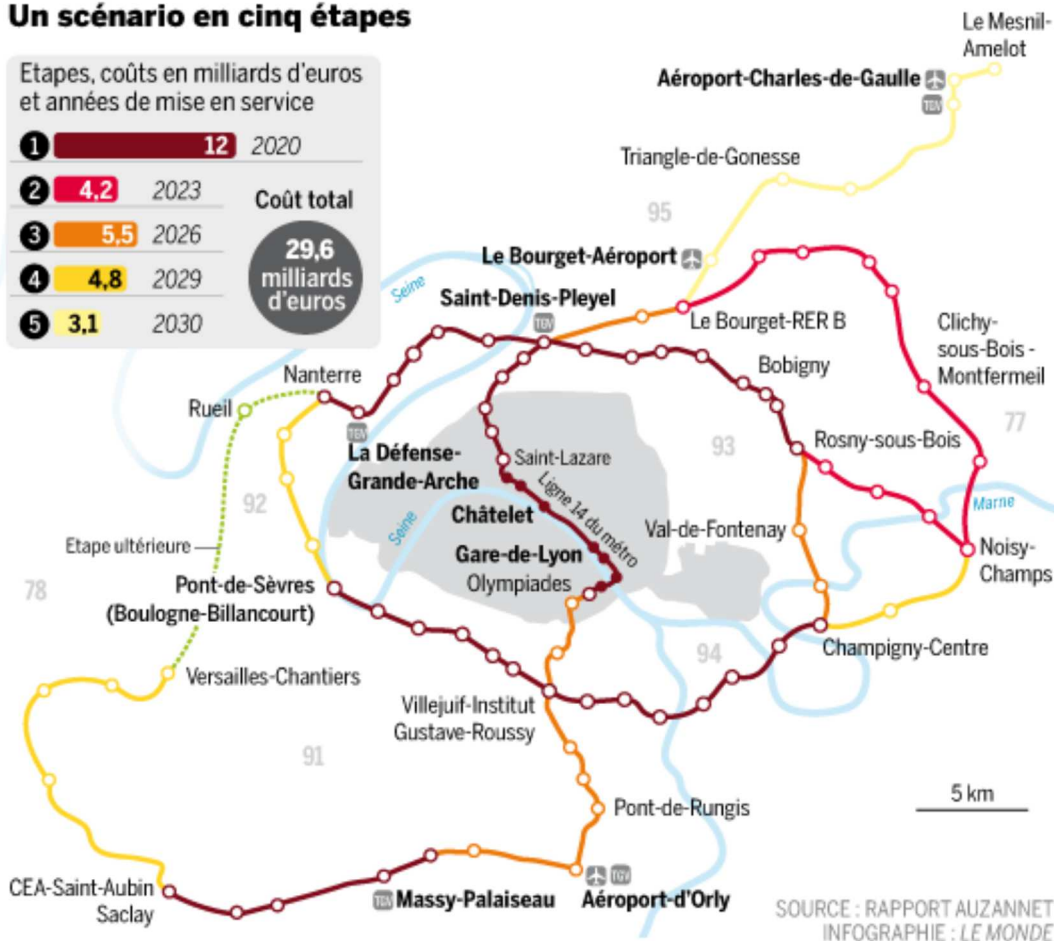 Un scénario en cinq étapes
Etapes, coûts en milliards d'euros
et années de mise en service
1 12 2020
2 4,2 2023
3 5,5 2026
4 4,8 2029
5 3,1 2030
Coût total
29,6
milliards
d'euros
Le Mesnil-
Amelot
Aéroport-Charles-de-Gaulle
TGV
Triangle-de-Gonesse
95
Le Bourget-Aéroport
Seine
Saint-Denis-Pleyel
TGV
Le Bourget-RER B
Clichy-
sous-Bois -
Montfermeil
Bobigny
Nanterre
Rueil
TGV
La Défense-
Grande-Arche
77
93
Rosny-sous-Bois
Saint-Lazare
Ligne 14 du métro
92
Seine
Châtelet
Marne
Val-de-Fontenay
Etape ultérieure
Gare-de-Lyon
Olympiades
Noisy-
Champs
78
Pont-de-Sèvres
(Boulogne-Billancourt)
94
Champigny-Centre
Versailles-Chantiers
Villejuif-Institut
Gustave-Roussy
91
5 km
Pont-de-Rungis
CEA-Saint-Aubin
Saclay
TGV Massy-Palaiseau
TGV
Aéroport-d'Orly
SOURCE : RAPPORT AUZANNET
INFOGRAPHIE : LE MONDE